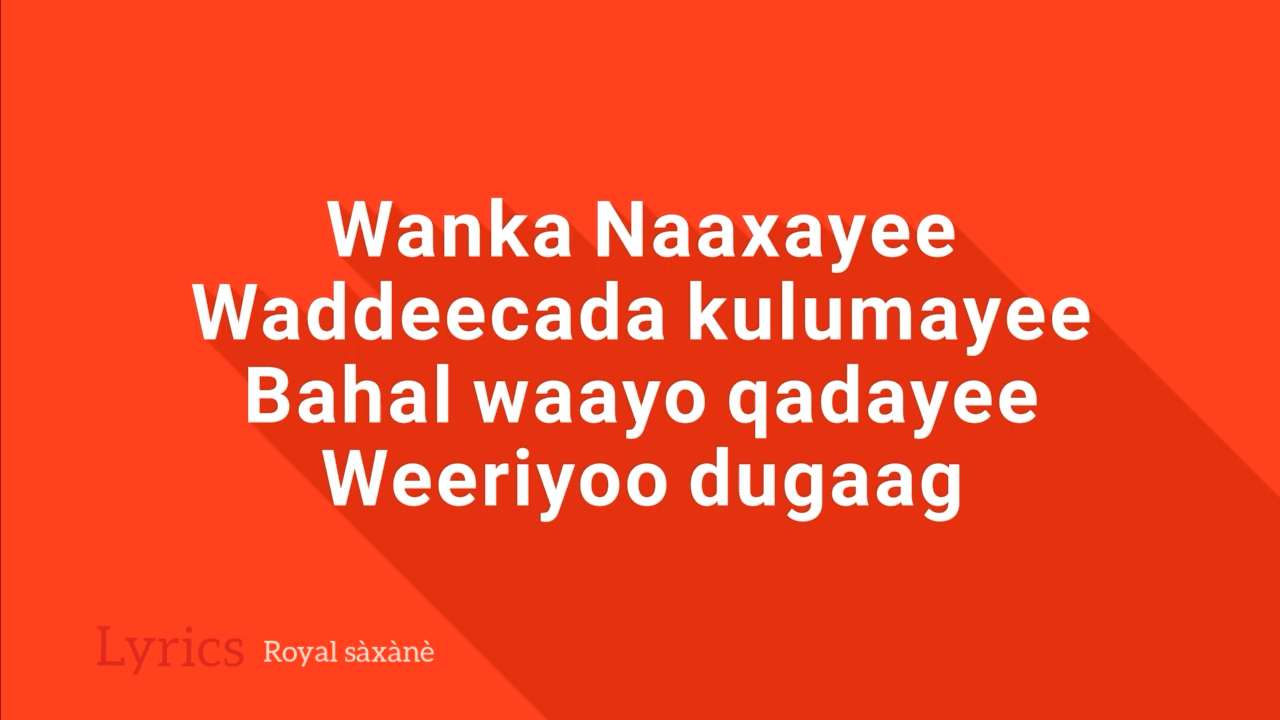 Wanka Naaxayee
Waddeecada kulumayee
Bahal waayo qadayee
Weeriyoo dugaag
Lyrics Royal sàxànè